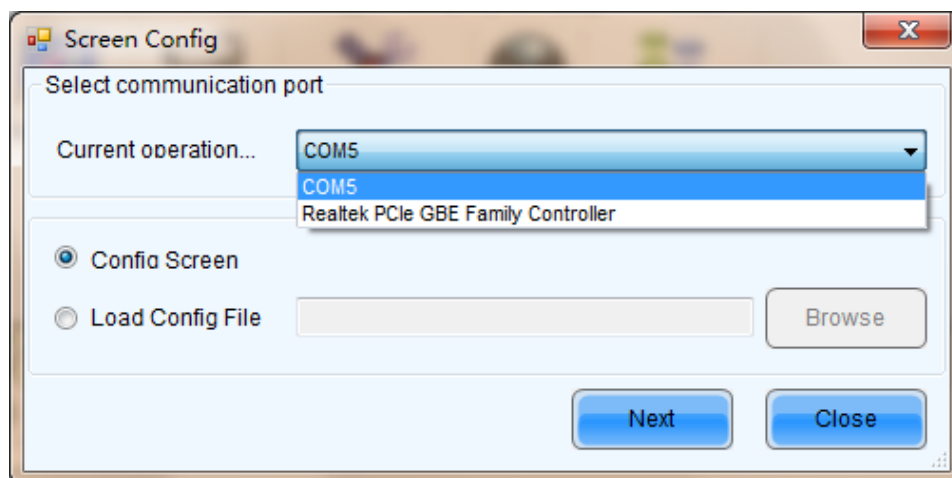 Screen Config
Select communication port
Current operation...
COM5
COM5
Realtek PCIe GBE Family Controller
Config Screen
Load Config File
Browse
Next
Close